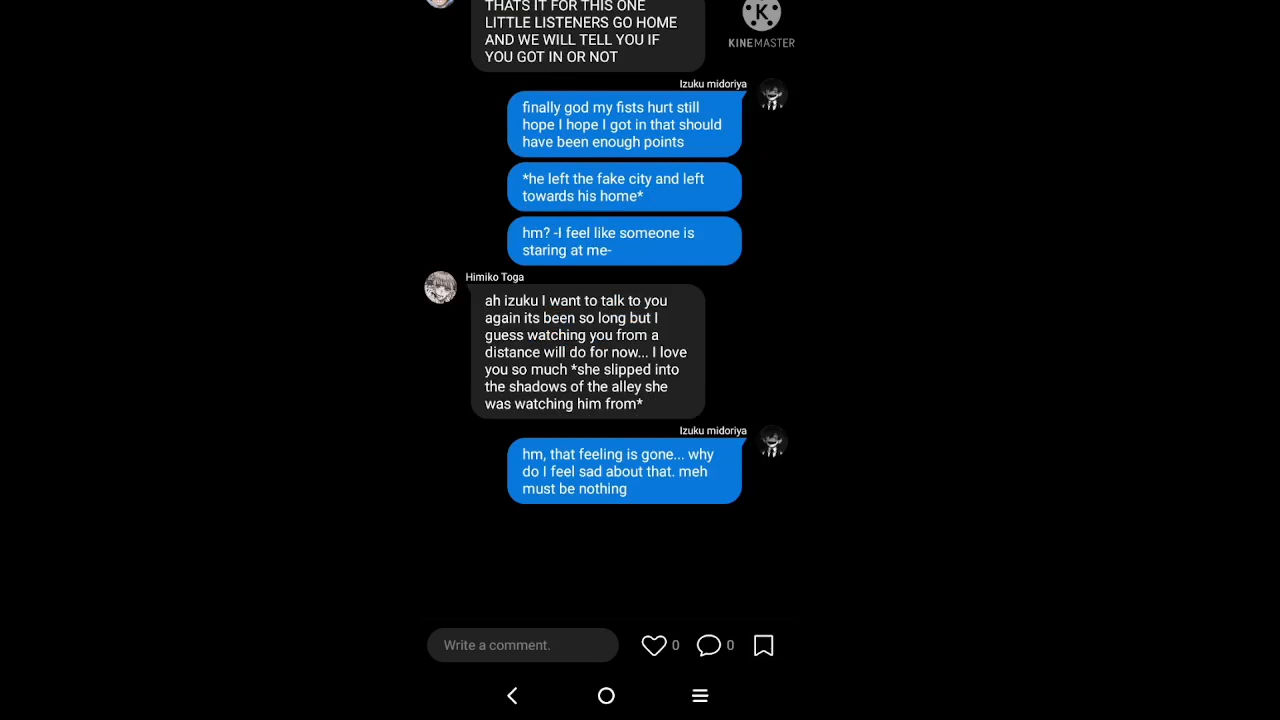 THATS IT FOR THIS ONE
LITTLE LISTENERS GO HOME
AND WE WILL TELL YOU IF
YOU GOT IN OR NOT
K
KINEMASTER
Izuku midoriya
finally god my fists hurt still
hope I hope I got in that should
have been enough points
*he left the fake city and left
towards his home*
hm? -I feel like someone is
staring at me-
Himiko Toga
ah izuku I want to talk to you
again its been so long but I
guess watching you from a
distance will do for now... I love
you so much *she slipped into
the shadows of the alley she
was watching him from*
Izuku midoriya
hm, that feeling is gone... why
do I feel sad about that. meh
must be nothing
Write a comment.
0
0